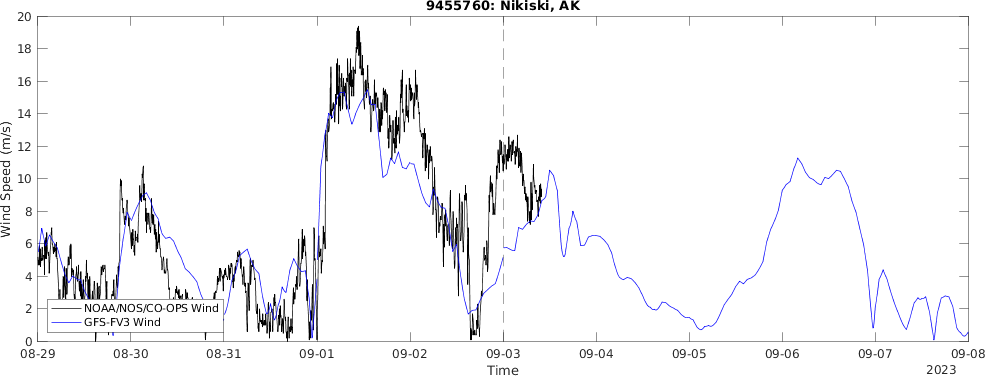 9455760: Nikiski, AK
Wind Speed (m/s)
20
18
16
14
12
10
8
6
4
2
0
NOAA/NOS/CO-OPS Wind
GFS-FV3 Wind
08-29 08-30 08-31 09-01 09-02 09-03 09-04 09-05 09-06 09-07 09-08
Time
2023